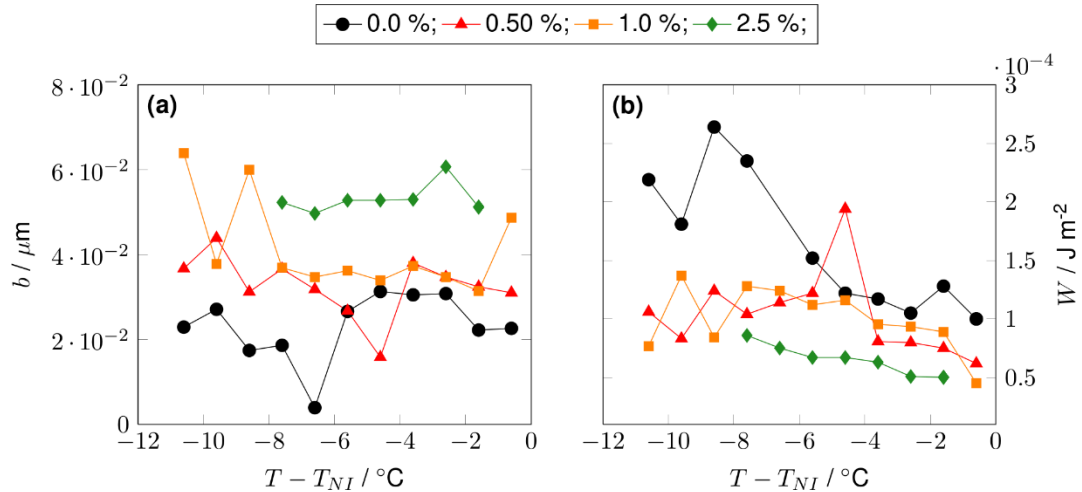 0.0 %; 0.50 %; 1.0 %; 2.5 %;
(a)
8 · 10⁻²
6 · 10⁻²
4 · 10⁻²
2 · 10⁻²
0
b / μm
−12 −10 −8 −6 −4 −2 0
T − T_NI / °C
(b)
· 10⁻⁴
3
2.5
2
1.5
1
0.5
W / J m⁻²
−12 −10 −8 −6 −4 −2 0
T − T_NI / °C